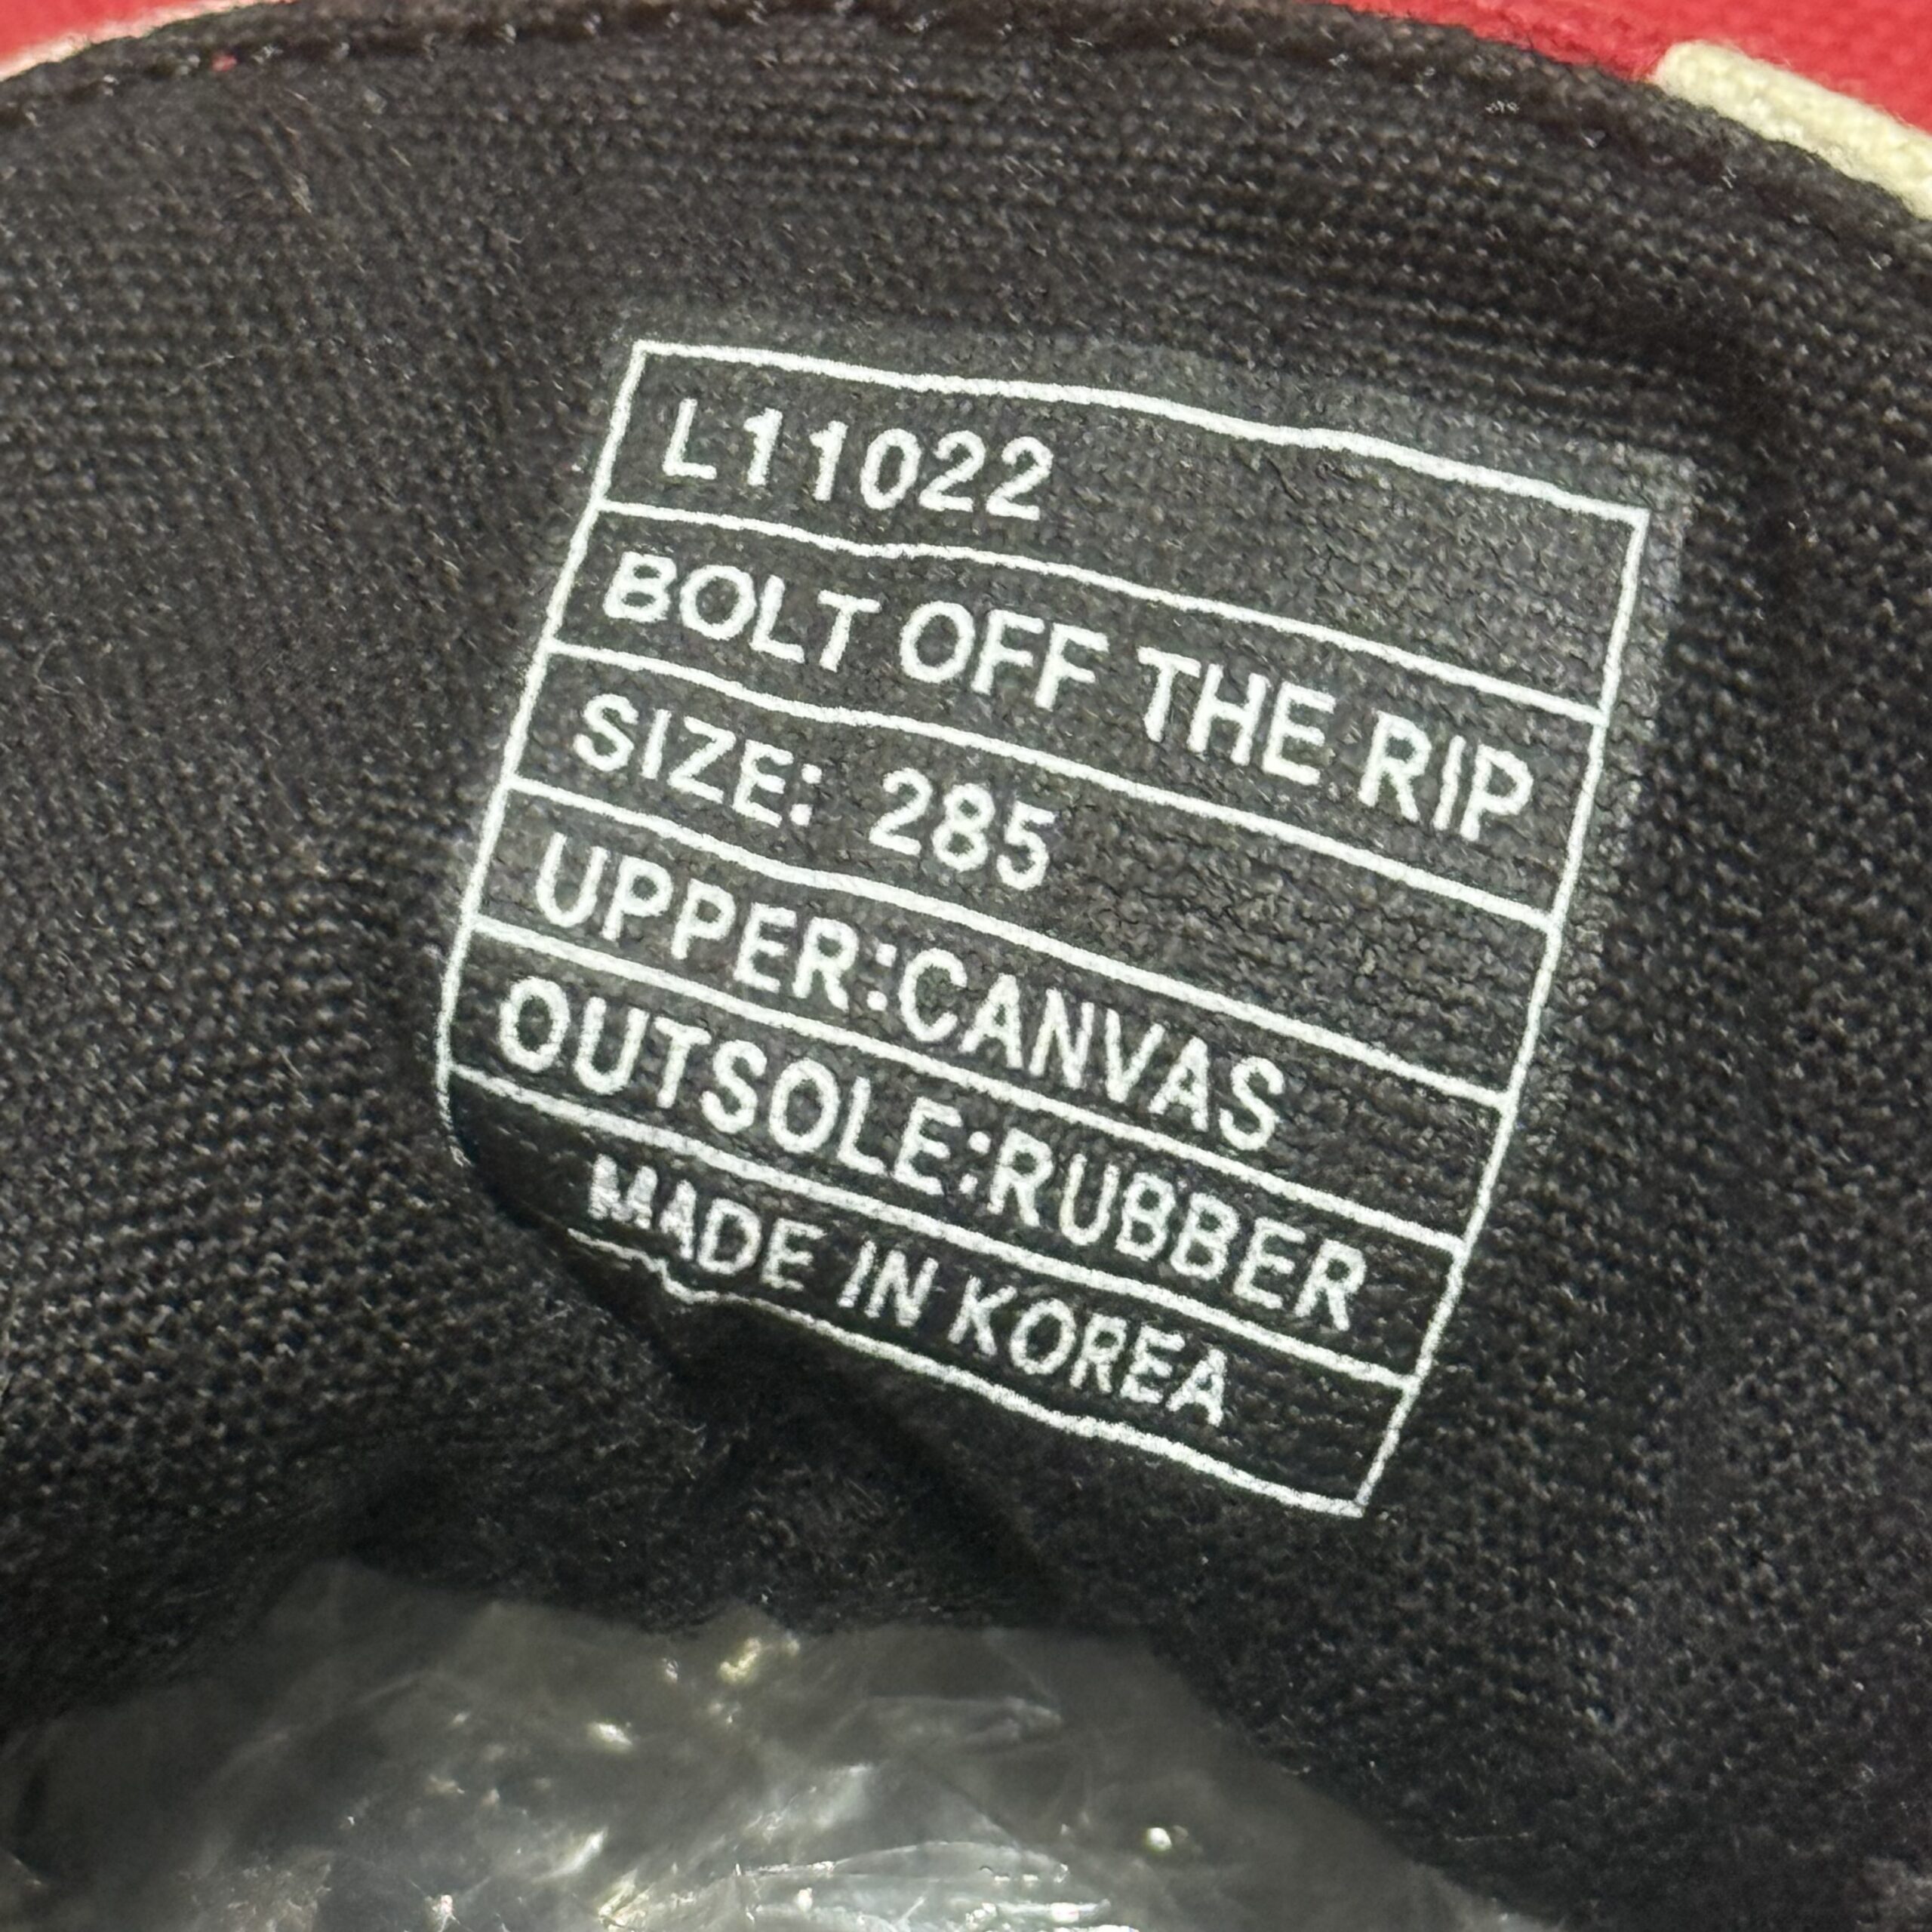 L11022
BOLT OFF THE RIP
SIZE: 285
UPPER:CANVAS
OUTSOLE:RUBBER
MADE IN KOREA